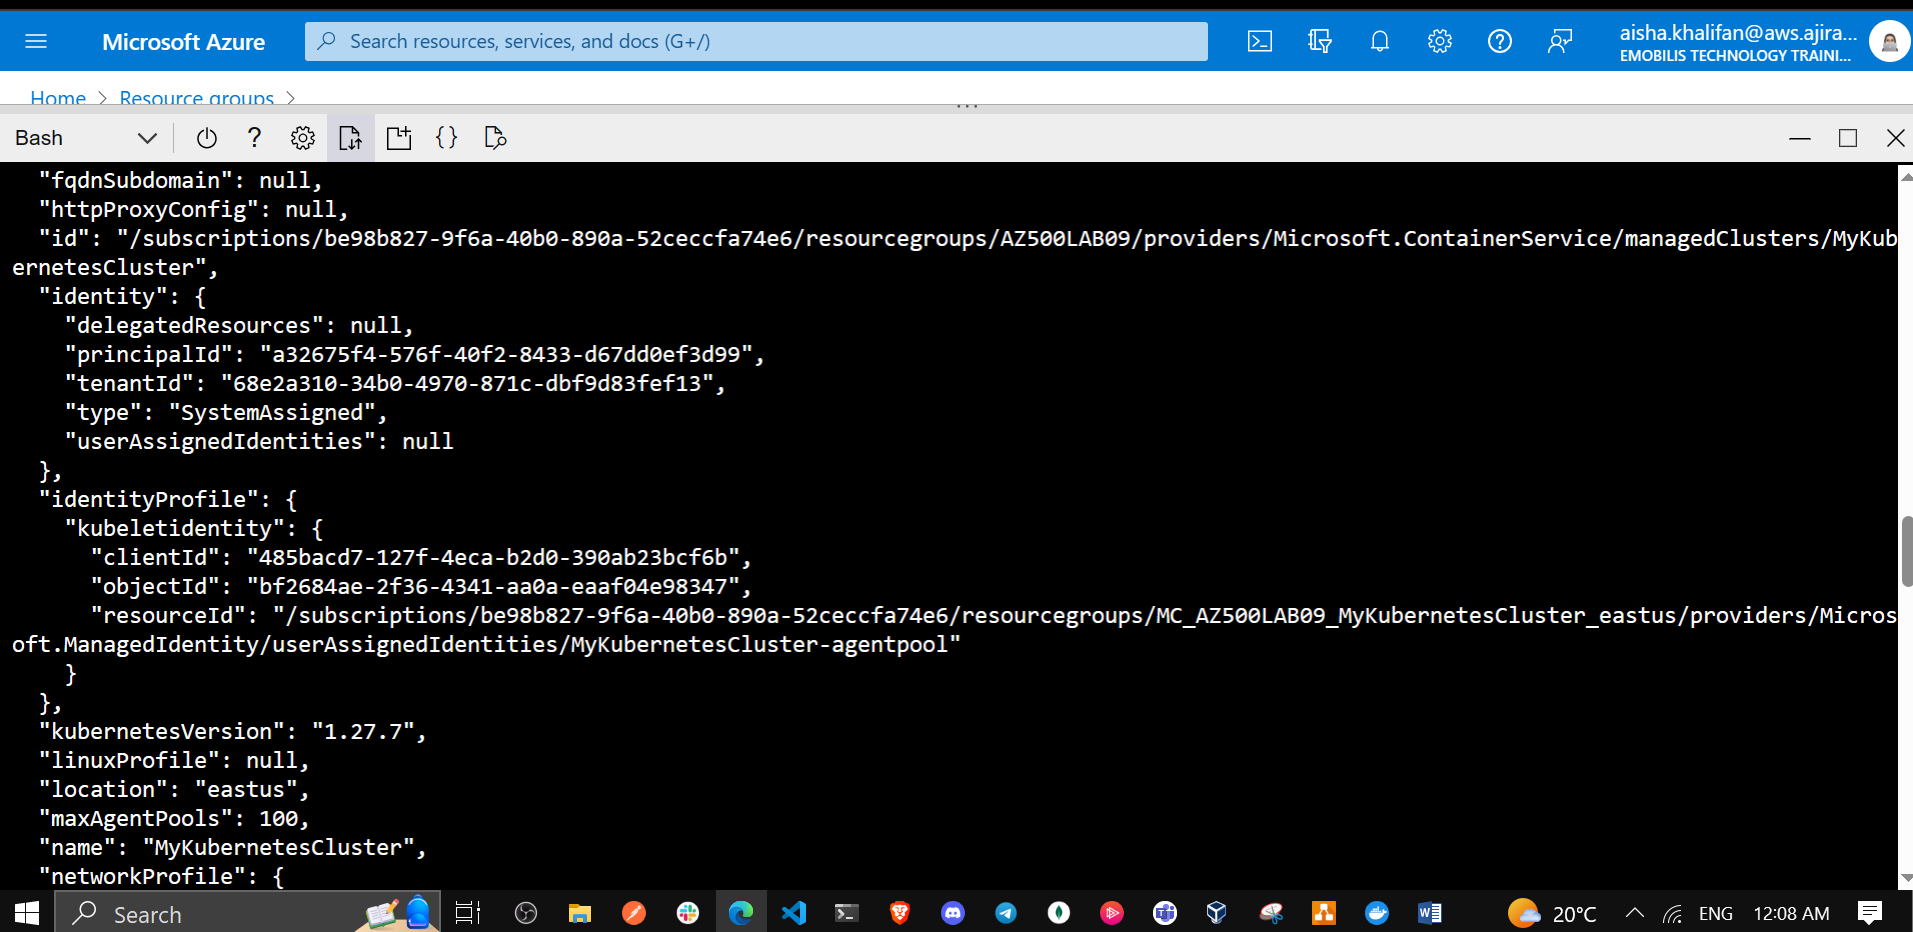 Microsoft Azure
Search resources, services, and docs (G+/)
aisha.khalifan@aws.ajira...
EMOBILIS TECHNOLOGY TRAINI...
Home > Resource groups >
Bash
"fqdnSubdomain": null,
"httpProxyConfig": null,
"id": "/subscriptions/be98b827-9f6a-40b0-890a-52ceccfa74e6/resourcegroups/AZ500LAB09/providers/Microsoft.ContainerService/managedClusters/MyKub
ernetesCluster",
"identity": {
"delegatedResources": null,
"principalId": "a32675f4-576f-40f2-8433-d67dd0ef3d99",
"tenantId": "68e2a310-34b0-4970-871c-dbf9d83fef13",
"type": "SystemAssigned",
"userAssignedIdentities": null
},
"identityProfile": {
"kubeletidentity": {
"clientId": "485bacd7-127f-4eca-b2d0-390ab23bcf6b",
"objectId": "bf2684ae-2f36-4341-aa0a-eaaf04e98347",
"resourceId": "/subscriptions/be98b827-9f6a-40b0-890a-52ceccfa74e6/resourcegroups/MC_AZ500LAB09_MyKubernetesCluster_eastus/providers/Micros
oft.ManagedIdentity/userAssignedIdentities/MyKubernetesCluster-agentpool"
}
},
"kubernetesVersion": "1.27.7",
"linuxProfile": null,
"location": "eastus",
"maxAgentPools": 100,
"name": "MyKubernetesCluster",
"networkProfile": {
Search
20°C
ENG
12:08 AM